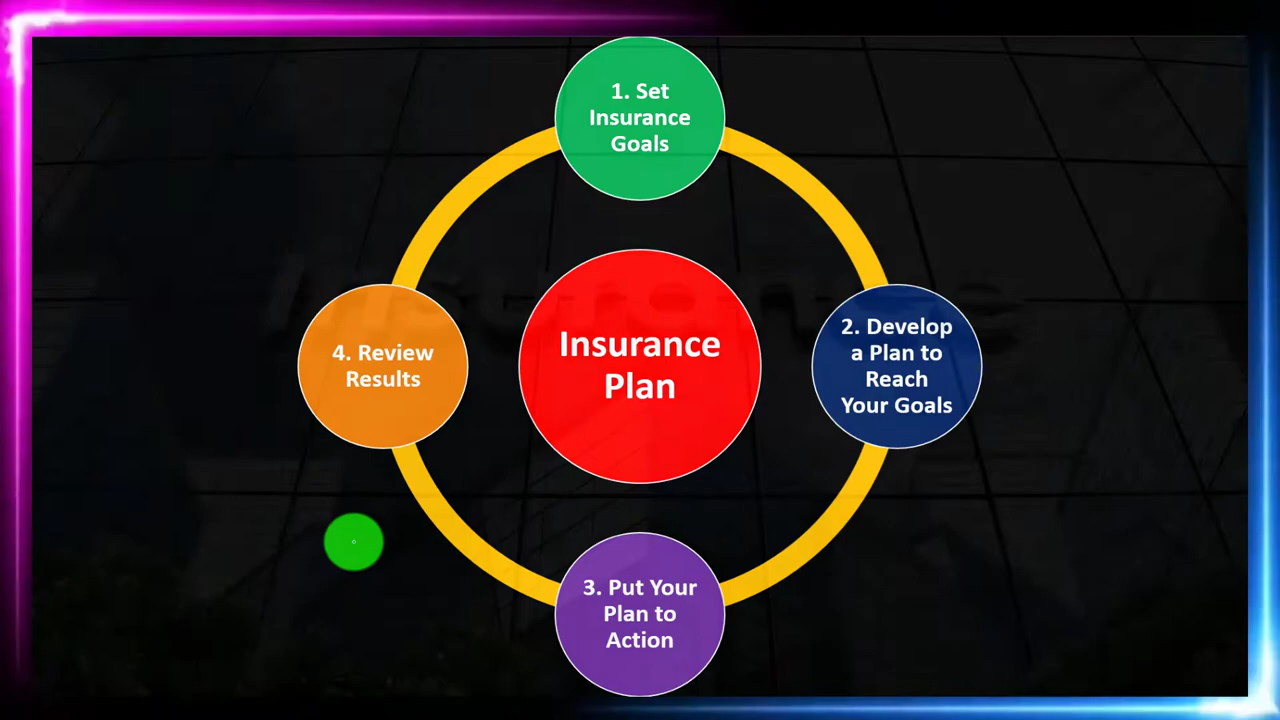 1. Set
Insurance
Goals
Insurance
Plan
2. Develop
a Plan to
Reach
Your Goals
4. Review
Results
3. Put Your
Plan to
Action